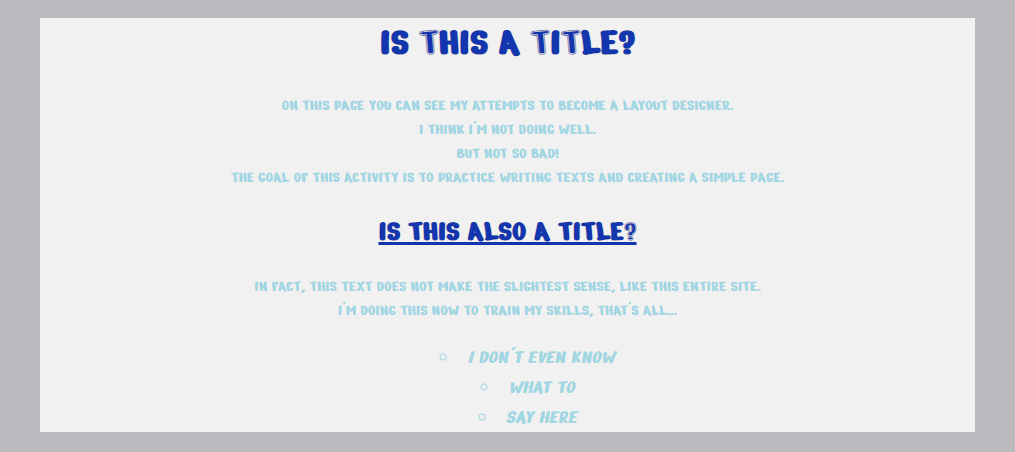 IS THIS A TITLE?
ON THIS PAGE YOU CAN SEE MY ATTEMPTS TO BECOME A LAYOUT DESIGNER.
I THINK I'M NOT DOING WELL.
BUT NOT SO BAD!
THE GOAL OF THIS ACTIVITY IS TO PRACTICE WRITING TEXTS AND CREATING A SIMPLE PAGE.
IS THIS ALSO A TITLE?
IN FACT, THIS TEXT DOES NOT MAKE THE SLIGHTEST SENSE, LIKE THIS ENTIRE SITE.
I'M DOING THIS NOW TO TRAIN MY SKILLS, THAT'S ALL...
I DON'T EVEN KNOW
WHAT TO
SAY HERE